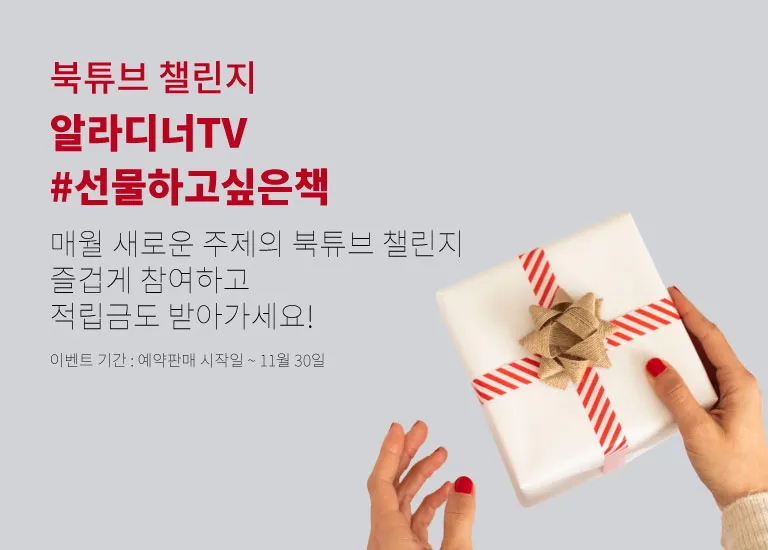 북튜브 챌린지
알라디너TV
#선물하고싶은책
매월 새로운 주제의 북튜브 챌린지
즐겁게 참여하고
적립금도 받아가세요!
이벤트 기간 : 예약판매 시작일 ~ 11월 30일